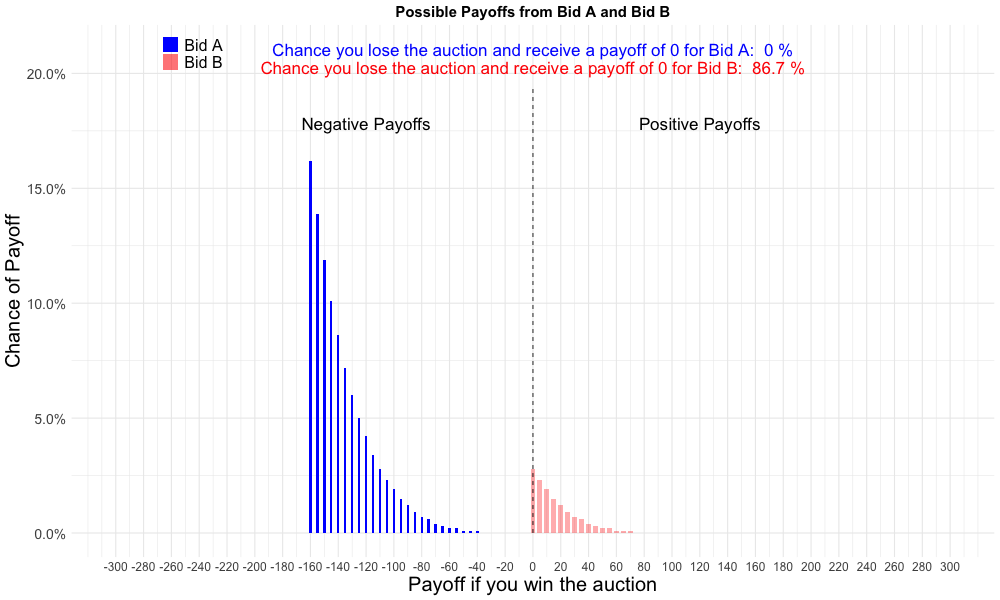 Possible Payoffs from Bid A and Bid B
Bid A
Bid B
Chance you lose the auction and receive a payoff of 0 for Bid A:  0 %
Chance you lose the auction and receive a payoff of 0 for Bid B:  86.7 %
Negative Payoffs
Positive Payoffs
Chance of Payoff
20.0%
15.0%
10.0%
5.0%
0.0%
-300 -280 -260 -240 -220 -200 -180 -160 -140 -120 -100 -80 -60 -40 -20 0 20 40 60 80 100 120 140 160 180 200 220 240 260 280 300
Payoff if you win the auction